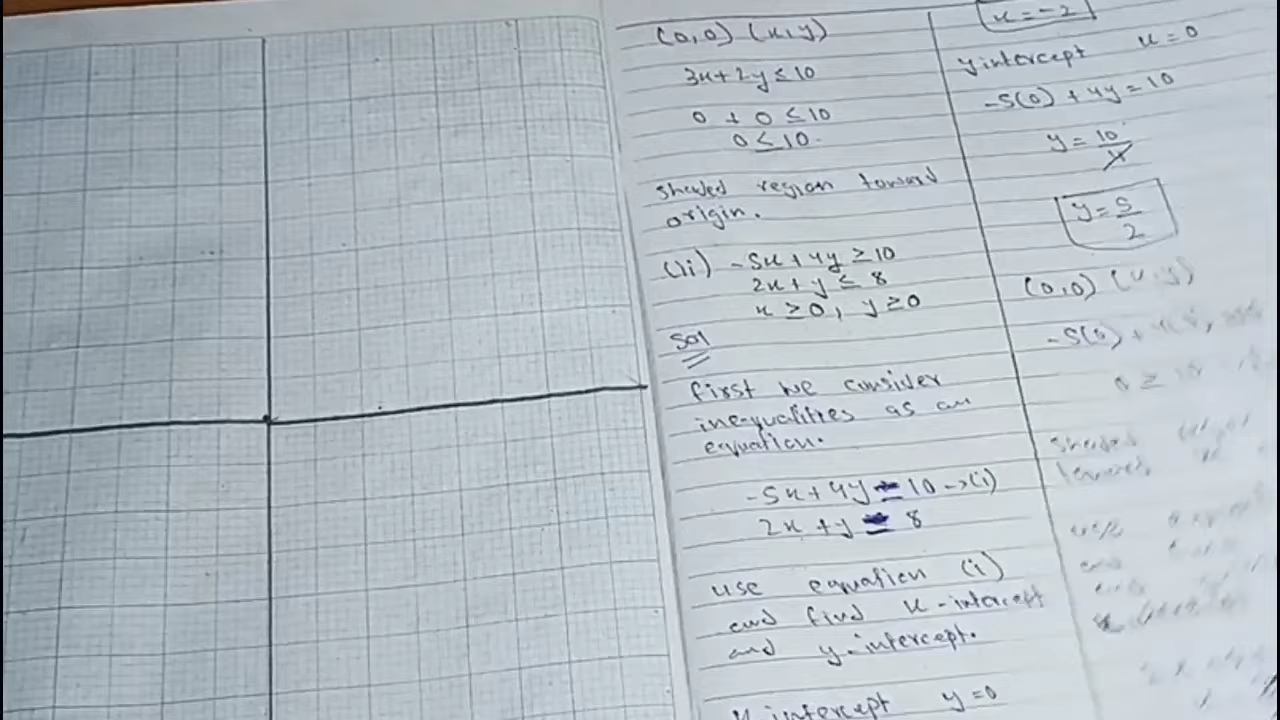 (0,0) (x,y)
3x+2y ≤ 10
0 + 0 ≤ 10
0 ≤ 10.
shaded region toward
origin.
(ii) -5x+4y ≥ 10
2x+y ≤ 8
x ≥ 0, y ≥ 0
Sol
first we consider
inequalities as an
equation.
-5x+4y = 10 →(i)
2x+y = 8
use equation (i)
and find x-intercept
and y-intercept.
x intercept y=0
x = -2
y intercept x=0
-5(0) + 4y = 10
y = 10/4
y = 5/2
(0,0) (x,y)
-5(0) +
0 ≥ 10
shaded